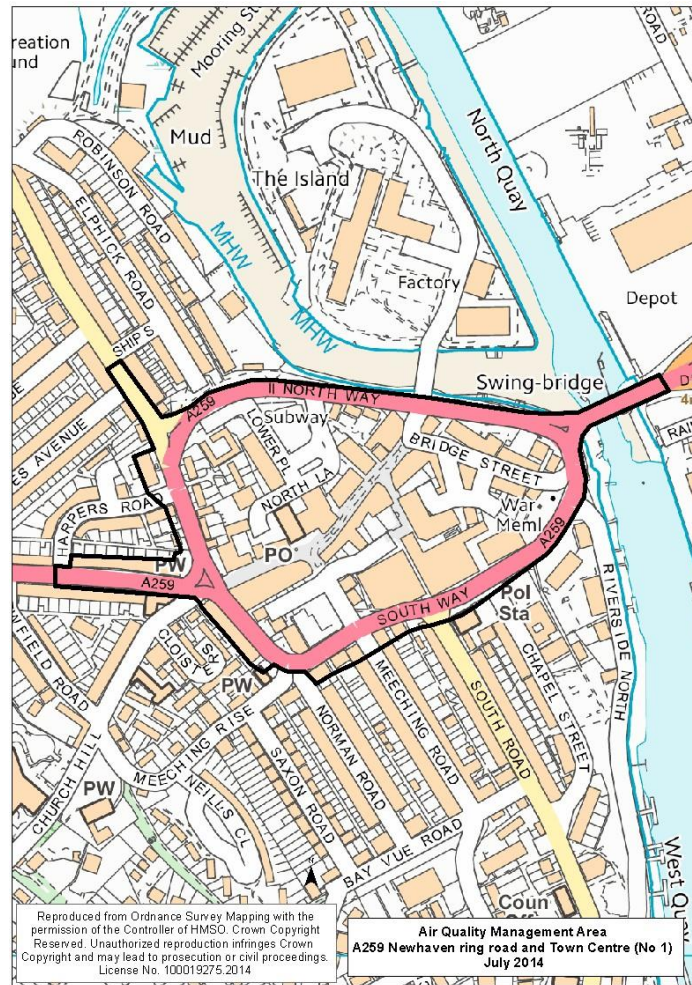 reation
und
Mooring St
Mud
ROAD
North Quay
ROBINSON ROAD
The Island
ELPHICK ROAD
MHW
Factory
Depot
MHW
SHIPS
Swing-bridge
A259
II NORTH WAY
Subway
LOWER PL
BRIDGE STREET
ES AVENUE
NORTH LA
War
Meml
HARPERS ROAD
PO
A259
PW
A259
SOUTH WAY
Pol
Sta
CLOISTERS
PW
RIVERSIDE NORTH
CHAPEL STREET
MEECHING RISE
MEECHING ROAD
SOUTH ROAD
NORMAN ROAD
SAXON ROAD
CHURCH HILL
PW
NEILLS CL
BAY VUE ROAD
West Quay
Coun
Reproduced from Ordnance Survey Mapping with the
permission of the Controller of HMSO. Crown Copyright
Reserved. Unauthorized reproduction infringes Crown
Copyright and may lead to prosecution or civil proceedings.
License No. 100019275.2014
Air Quality Management Area
A259 Newhaven ring road and Town Centre (No 1)
July 2014